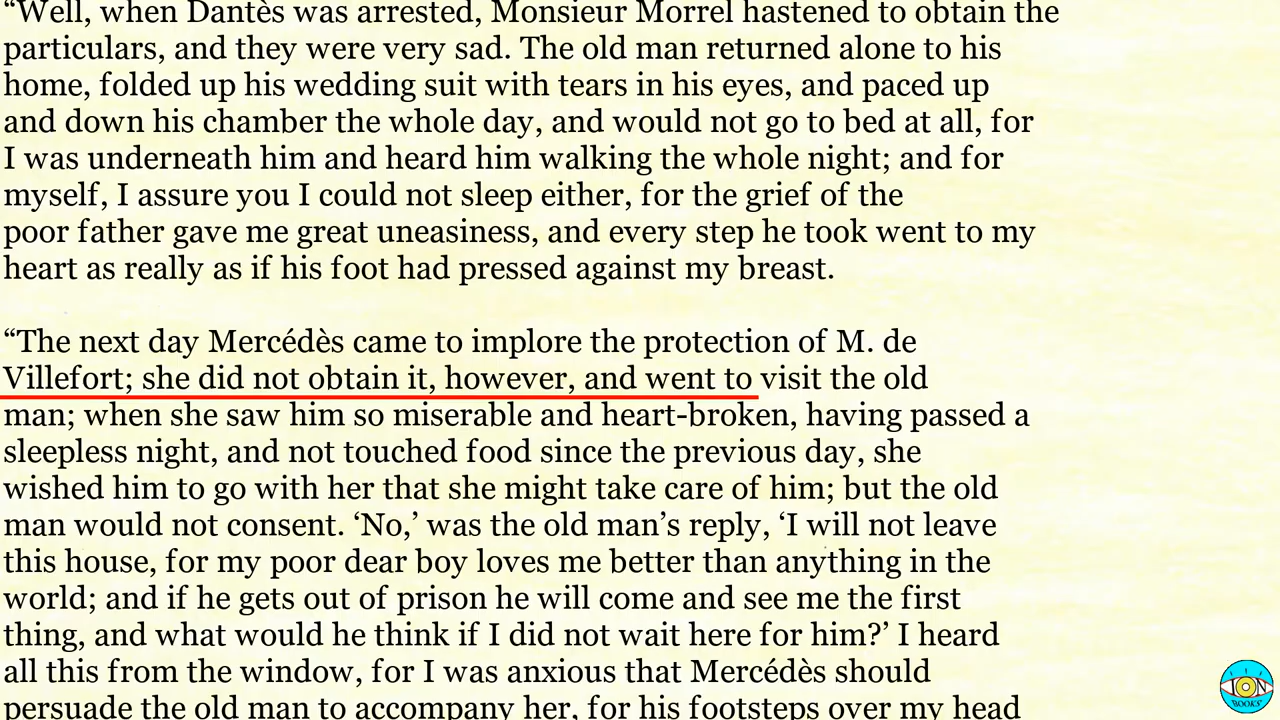 “Well, when Dantès was arrested, Monsieur Morrel hastened to obtain the
particulars, and they were very sad. The old man returned alone to his
home, folded up his wedding suit with tears in his eyes, and paced up
and down his chamber the whole day, and would not go to bed at all, for
I was underneath him and heard him walking the whole night; and for
myself, I assure you I could not sleep either, for the grief of the
poor father gave me great uneasiness, and every step he took went to my
heart as really as if his foot had pressed against my breast.
“The next day Mercédès came to implore the protection of M. de
Villefort; she did not obtain it, however, and went to visit the old
man; when she saw him so miserable and heart-broken, having passed a
sleepless night, and not touched food since the previous day, she
wished him to go with her that she might take care of him; but the old
man would not consent. ‘No,’ was the old man’s reply, ‘I will not leave
this house, for my poor dear boy loves me better than anything in the
world; and if he gets out of prison he will come and see me the first
thing, and what would he think if I did not wait here for him?’ I heard
all this from the window, for I was anxious that Mercédès should
persuade the old man to accompany her, for his footsteps over my head
ION
BOOKS